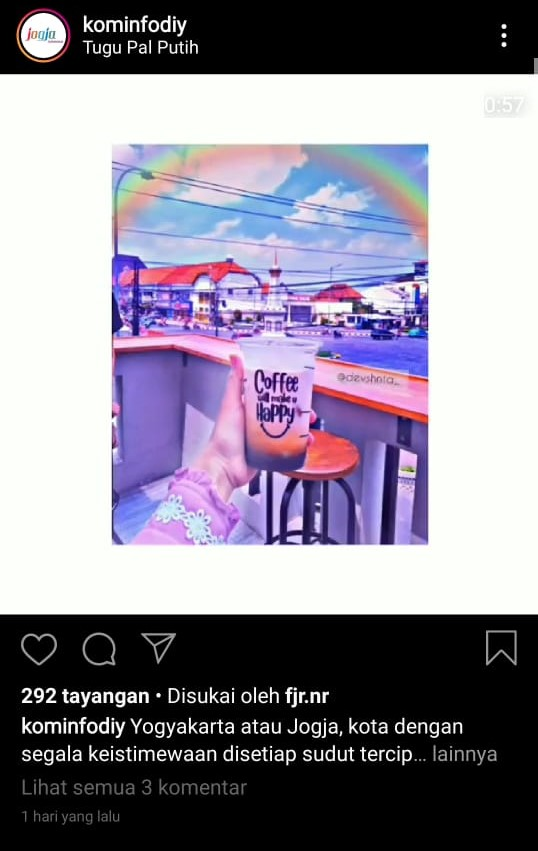 jogja
kominfodiy
Tugu Pal Putih
0:57
Coffee
will make u
Happy
292 tayangan • Disukai oleh fjr.nr
kominfodiy Yogyakarta atau Jogja, kota dengan
segala keistimewaan disetiap sudut tercip... lainnya
Lihat semua 3 komentar
1 hari yang lalu